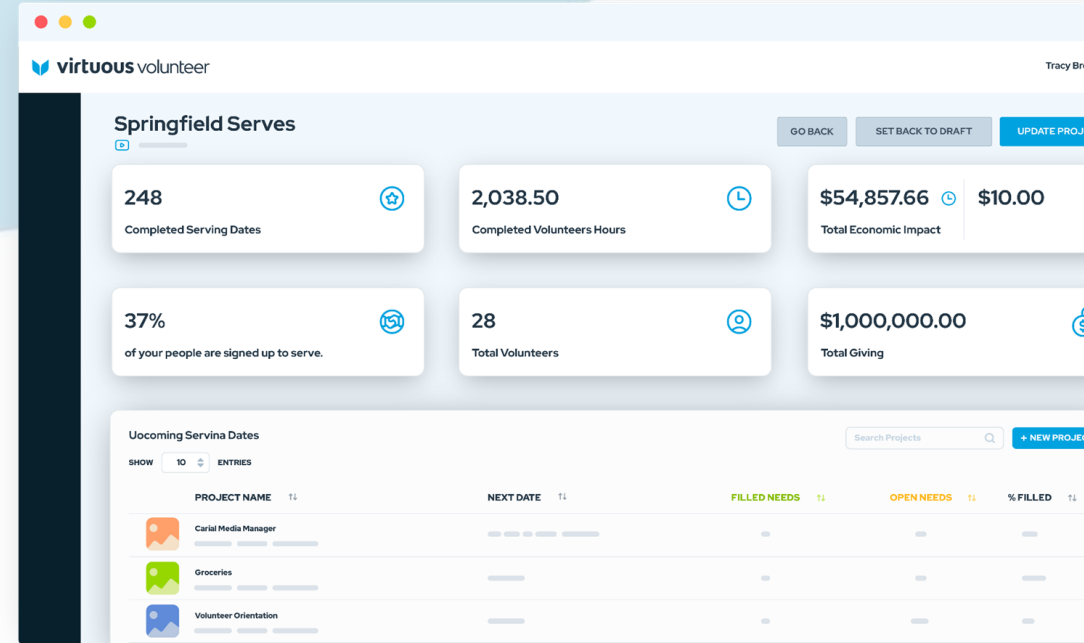 virtuous volunteer
Tracy Bro
Springfield Serves
GO BACK
SET BACK TO DRAFT
UPDATE PROJ
248
Completed Serving Dates
2,038.50
Completed Volunteers Hours
$54,857.66
$10.00
Total Economic Impact
37%
of your people are signed up to serve.
28
Total Volunteers
$1,000,000.00
Total Giving
Uocoming Servina Dates
Search Projects
+ NEW PROJEC
SHOW 10 ENTRIES
PROJECT NAME NEXT DATE FILLED NEEDS OPEN NEEDS % FILLED
Carial Media Manager
Groceries
Volunteer Orientation